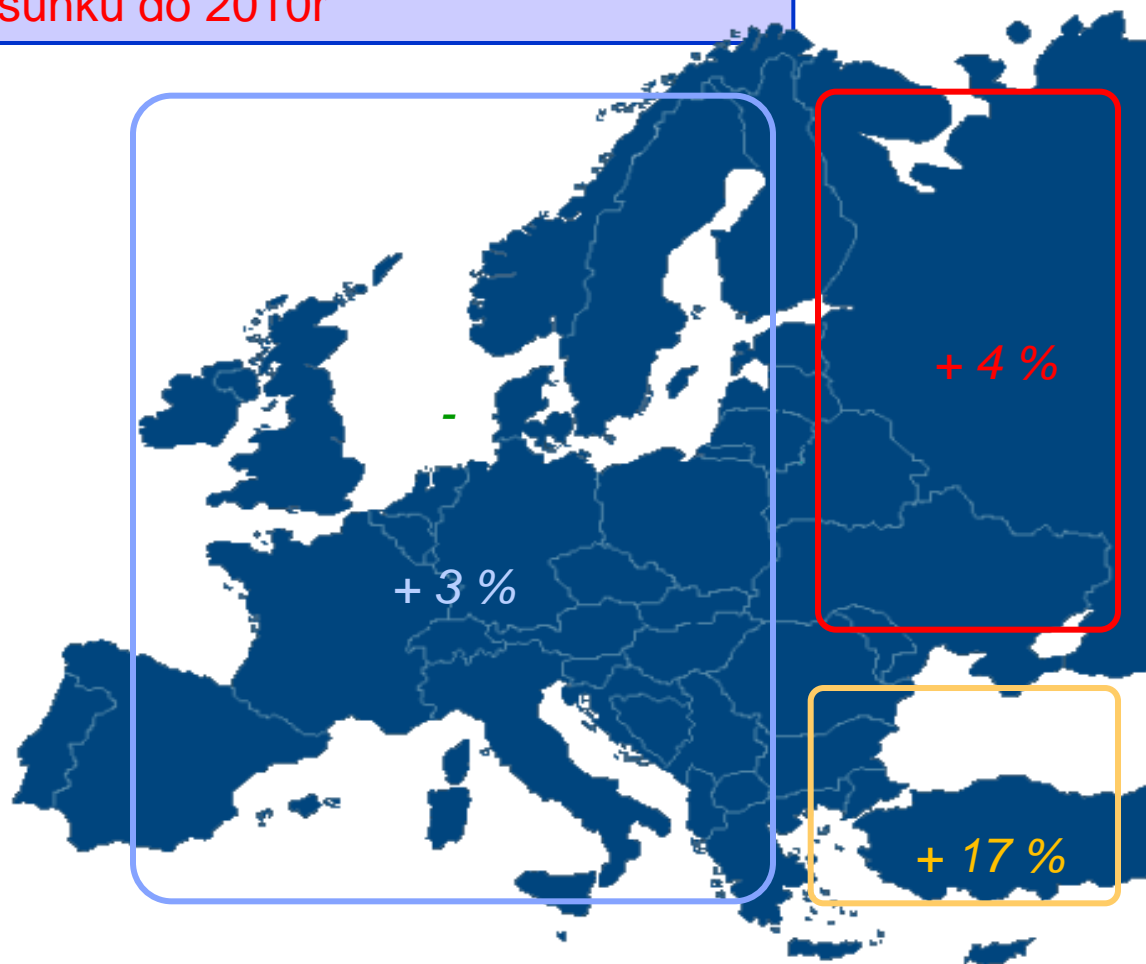 sunku do 2010r
+ 4 %
-
+ 3 %
+ 17 %